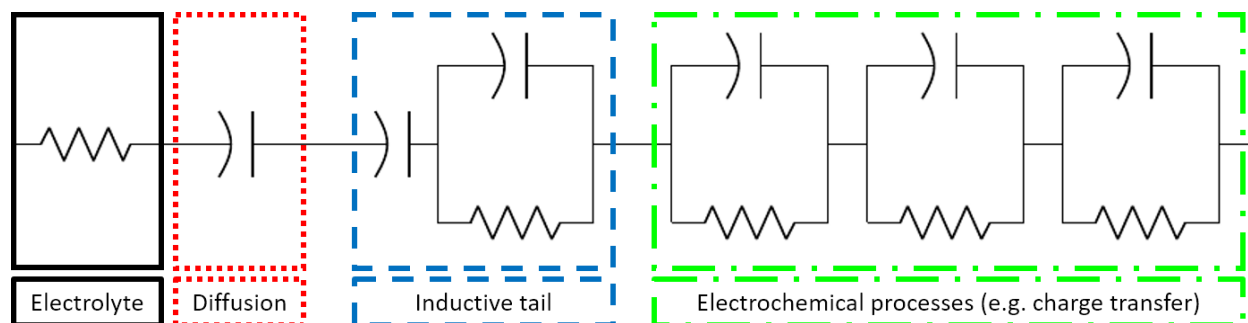 Electrolyte
Diffusion
Inductive tail
Electrochemical processes (e.g. charge transfer)